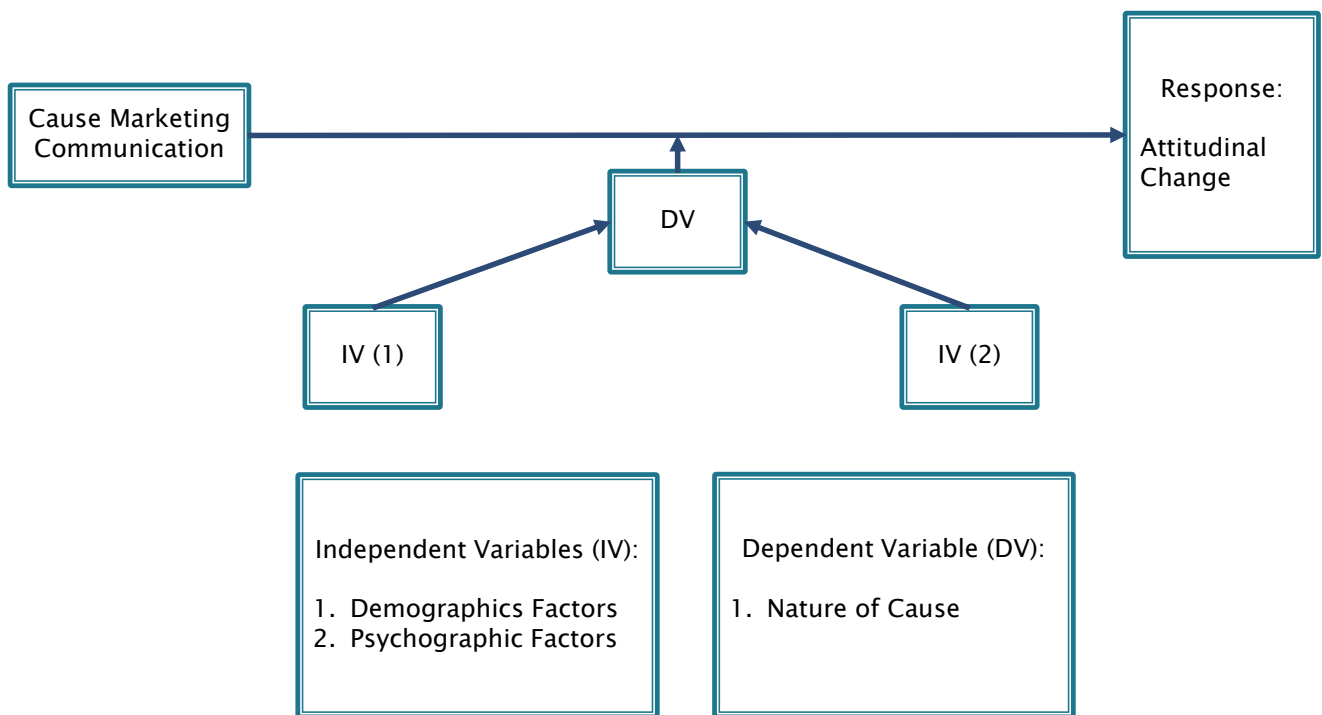 Cause Marketing
Communication
Response:
Attitudinal
Change
DV
IV (1)
IV (2)
Independent Variables (IV):
1. Demographics Factors
2. Psychographic Factors
Dependent Variable (DV):
1. Nature of Cause